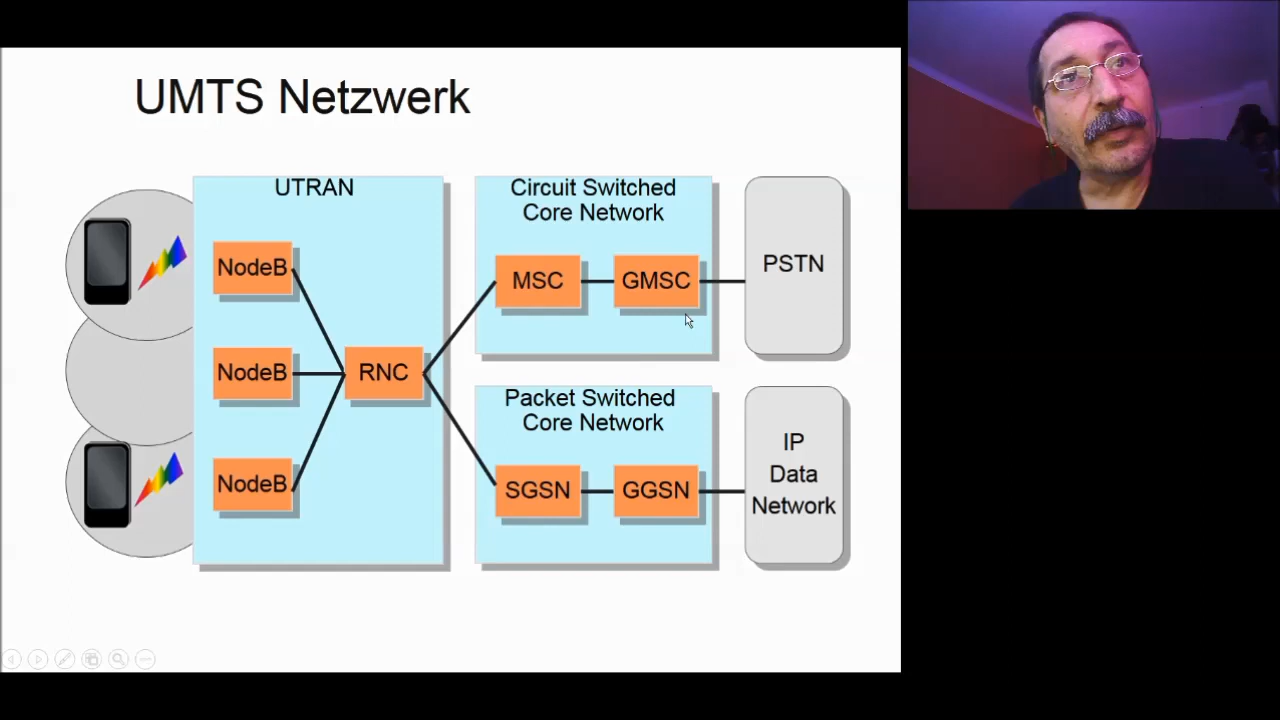 UMTS Netzwerk
UTRAN
NodeB
NodeB
NodeB
RNC
Circuit Switched
Core Network
MSC
GMSC
PSTN
Packet Switched
Core Network
SGSN
GGSN
IP
Data
Network